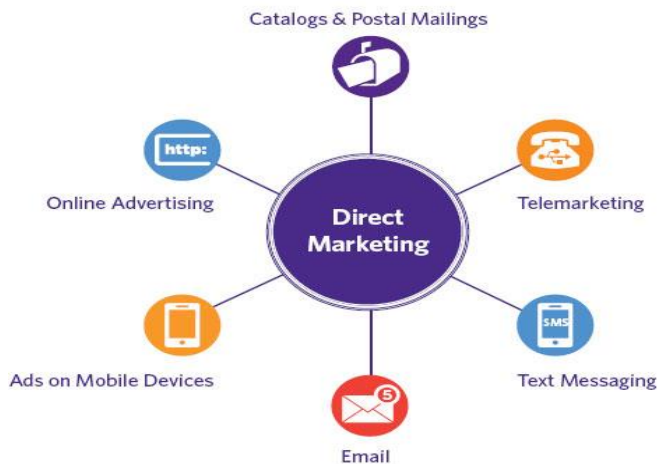 Catalogs & Postal Mailings
http:
Online Advertising
Telemarketing
Direct
Marketing
SMS
Ads on Mobile Devices
Text Messaging
5
Email